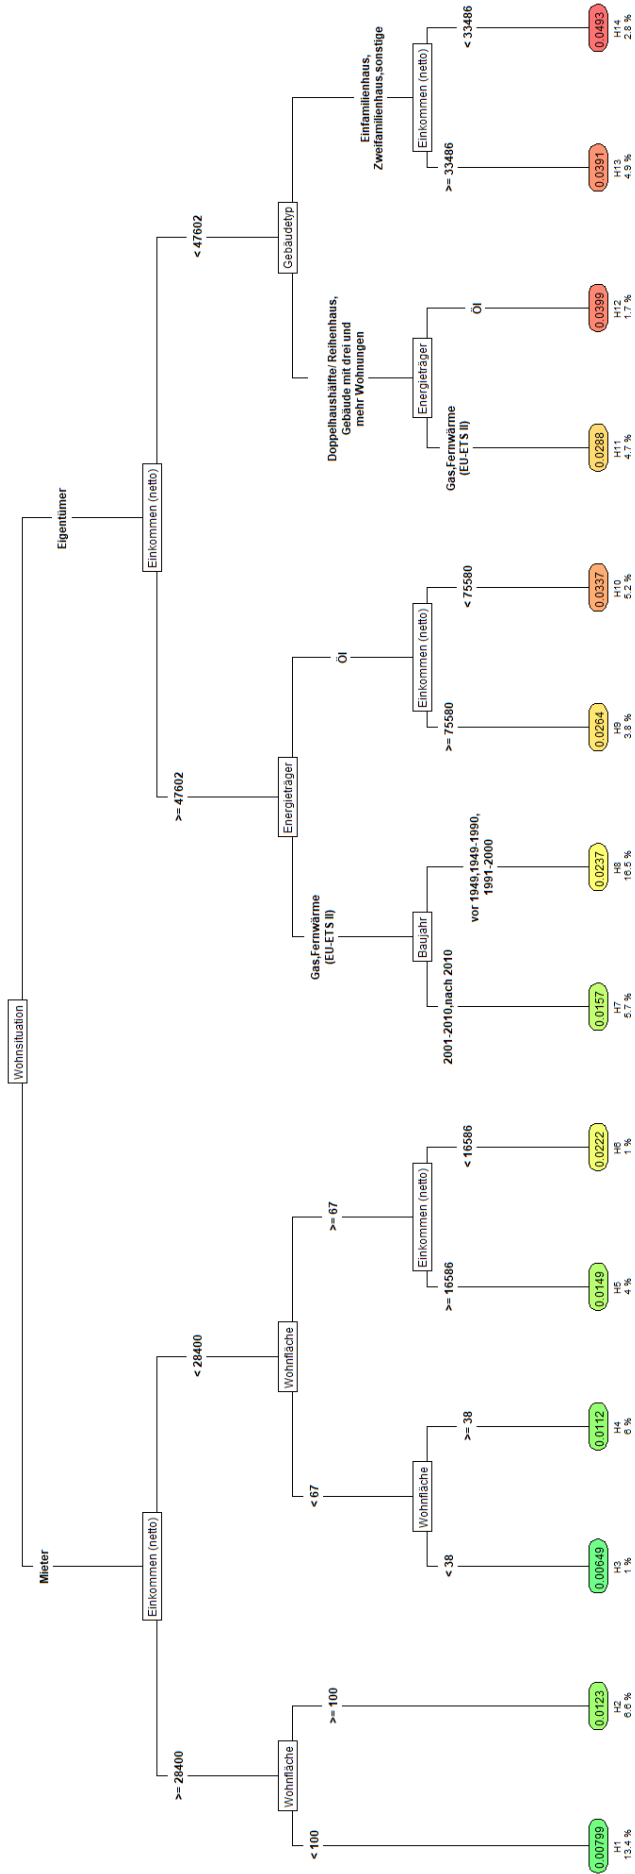 Wohnsituation
Mieter
Eigentümer
Einkommen (netto)
Einkommen (netto)
>= 28400
< 28400
>= 47602
< 47602
Wohnfläche
Wohnfläche
Energieträger
Gebäudetyp
< 100
>= 100
< 67
>= 67
Gas,Fernwärme
(EU-ETS II)
Öl
Doppelhaushälfte/ Reihenhaus,
Gebäude mit drei und
mehr Wohnungen
Einfamilienhaus,
Zweifamilienhaus,sonstige
Wohnfläche
Einkommen (netto)
Baujahr
Einkommen (netto)
Energieträger
Einkommen (netto)
< 38
>= 38
>= 16586
< 16586
2001-2010,nach 2010
vor 1949,1949-1990,
1991-2000
>= 75580
< 75580
Gas,Fernwärme
(EU-ETS II)
Öl
>= 33486
< 33486
0.00799
0.0123
0.00649
0.0112
0.0149
0.0222
0.0157
0.0237
0.0264
0.0337
0.0288
0.0399
0.0391
0.0493
H1
H2
H3
H4
H5
H6
H7
H8
H9
H10
H11
H12
H13
H14
13.4 %
6.6 %
1 %
6 %
4 %
1 %
5.7 %
16.5 %
3.8 %
5.2 %
4.7 %
1.7 %
4.9 %
2.8 %